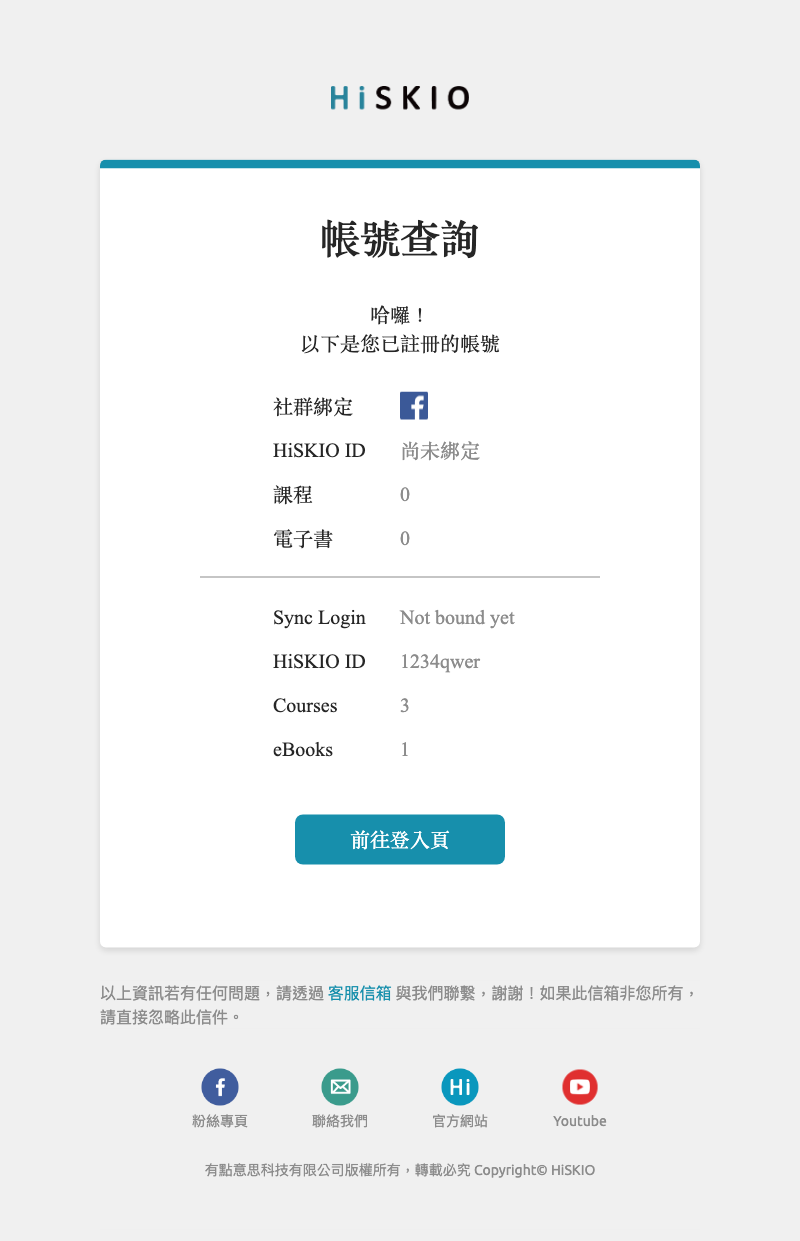 HiSKIO
帳號查詢
哈囉！
以下是您已註冊的帳號
社群綁定
HiSKIO ID 尚未綁定
課程 0
電子書 0
Sync Login Not bound yet
HiSKIO ID 1234qwer
Courses 3
eBooks 1
前往登入頁
以上資訊若有任何問題，請透過 客服信箱 與我們聯繫，謝謝！如果此信箱非您所有，
請直接忽略此信件。
Hi
粉絲專頁 聯絡我們 官方網站 Youtube
有點意思科技有限公司版權所有，轉載必究 Copyright© HiSKIO